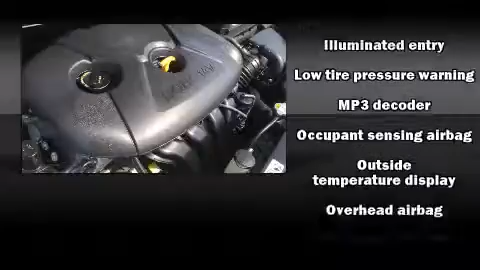 Illuminated entry
Low tire pressure warning
MP3 decoder
Occupant sensing airbag
Outside
temperature display
Overhead airbag